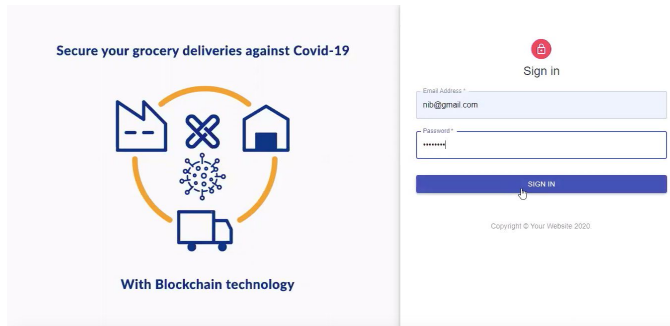 Secure your grocery deliveries against Covid-19
With Blockchain technology
Sign in
Email Address *
nib@gmail.com
Password *
••••••••
SIGN IN
Copyright © Your Website 2020.